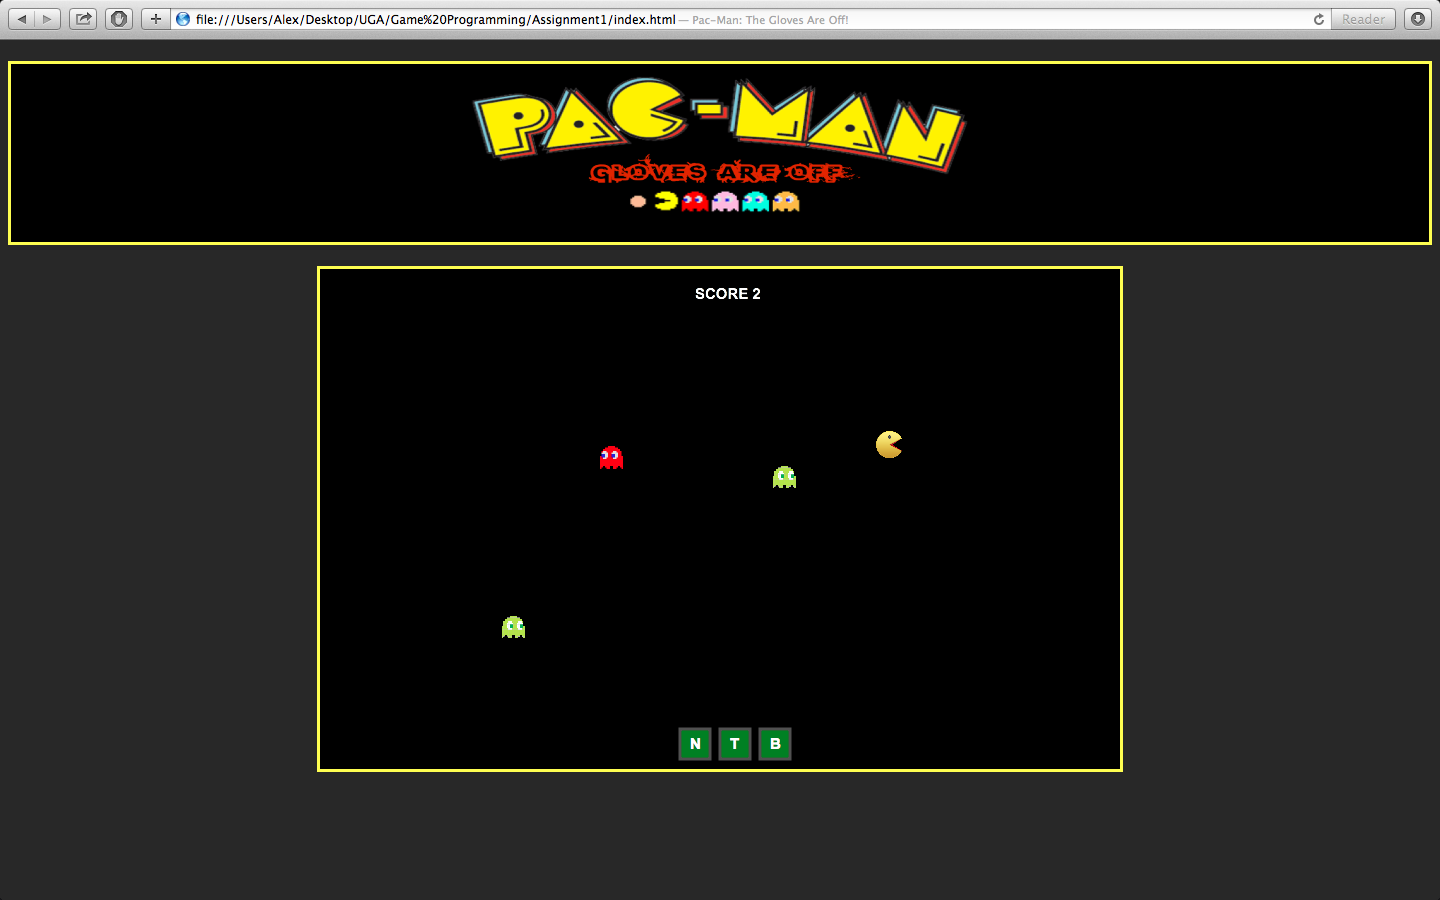 file:///Users/Alex/Desktop/UGA/Game%20Programming/Assignment1/index.html — Pac-Man: The Gloves Are Off!
Reader
PAC-MAN
GLOVES ARE OFF
SCORE 2
N T B